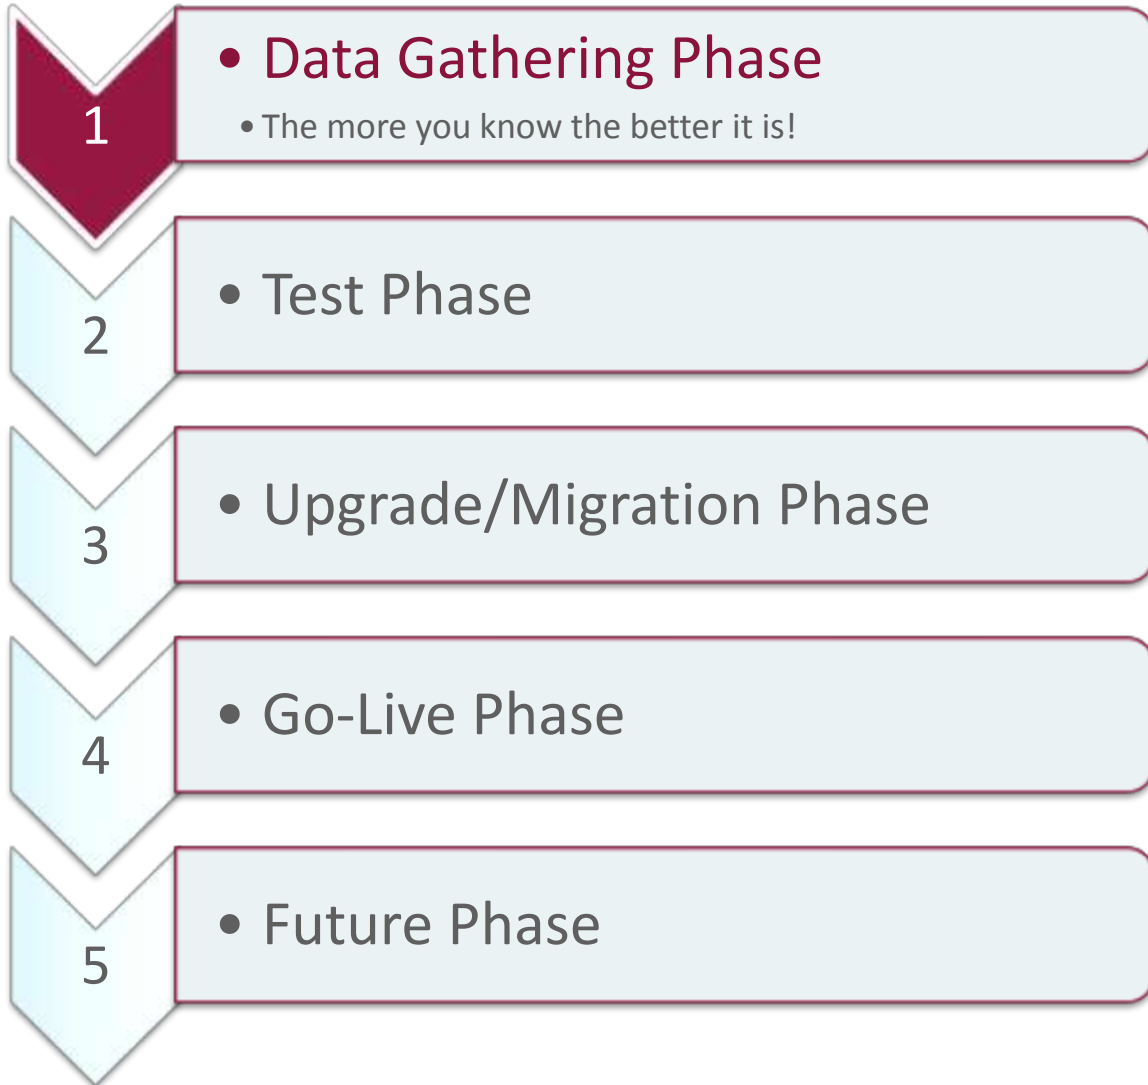 1
• Data Gathering Phase
• The more you know the better it is!
2
• Test Phase
3
• Upgrade/Migration Phase
4
• Go-Live Phase
5
• Future Phase